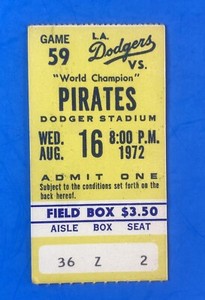 GAME
59
L.A.
Dodgers
VS.
"World Champion"
PIRATES
DODGER STADIUM
WED.
AUG.
16
8:00 P.M.
1972
ADMIT ONE
Subject to the conditions set forth on the
back hereof.
FIELD BOX $3.50
AISLE BOX SEAT
36 Z 2